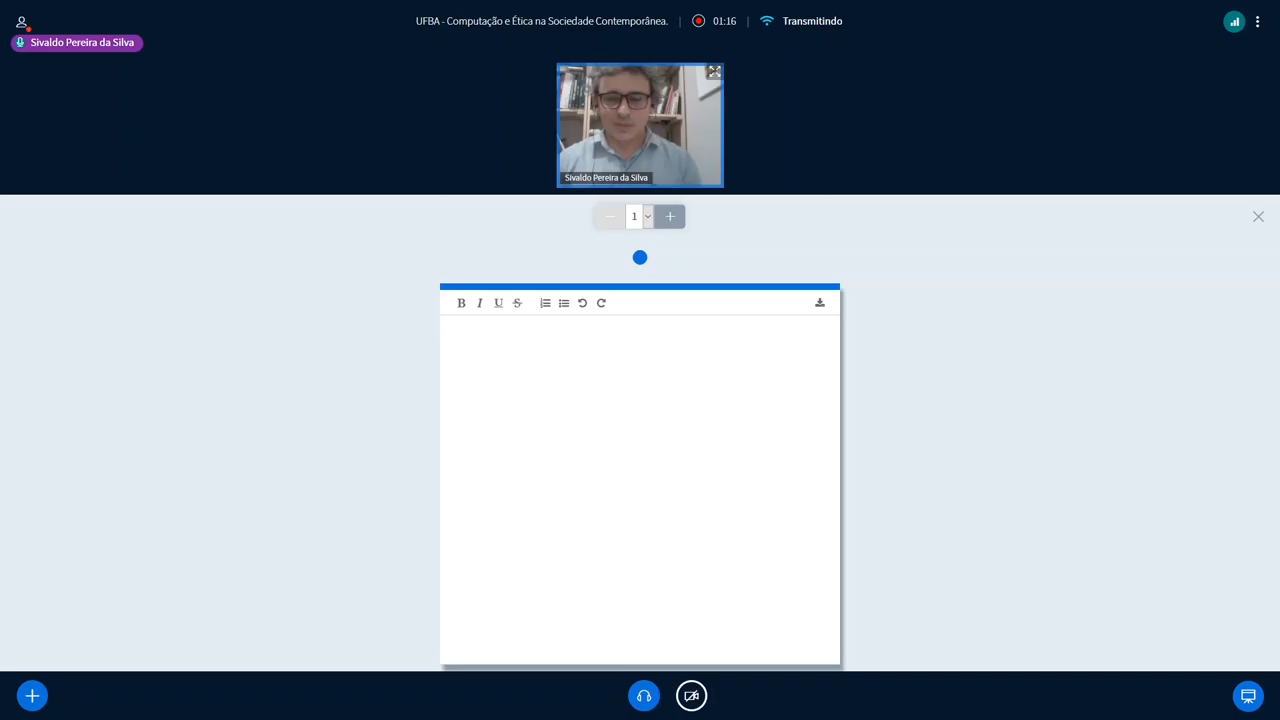 UFBA - Computação e Ética na Sociedade Contemporânea. | 01:16 | Transmitindo
Sivaldo Pereira da Silva
Sivaldo Pereira da Silva
1
B I U S